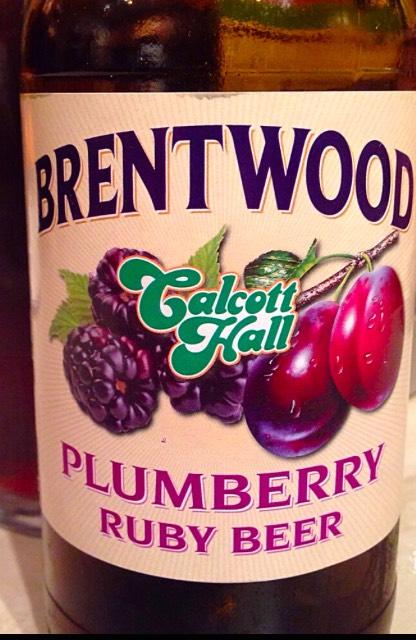 BRENTWOOD
Calcott
Hall
PLUMBERRY
RUBY BEER